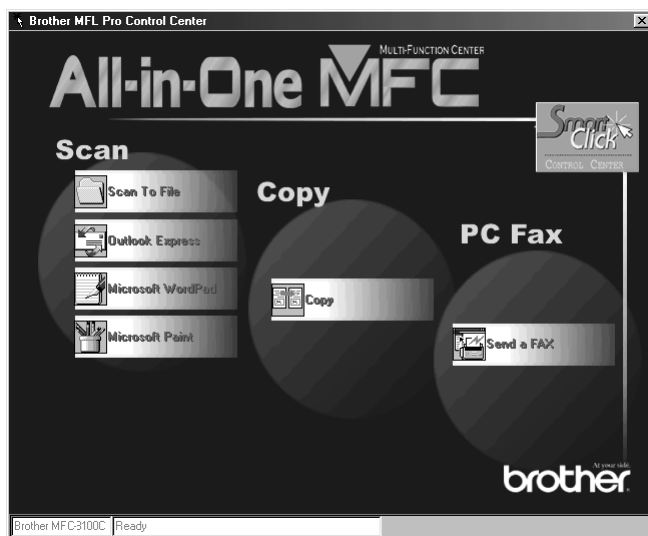 Brother MFL Pro Control Center
MULTI-FUNCTION CENTER
All-in-One MFC
Smart
Click
CONTROL CENTER
Scan
Scan To File
Outlook Express
Microsoft WordPad
Microsoft Paint
Copy
Copy
PC Fax
Send a FAX
At your side.
brother
Brother MFC-3100C
Ready